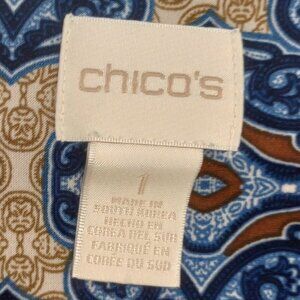 chico's
1
MADE IN
SOUTH KOREA
HECHO EN
COREA DEL SUR
FABRIQUÉ EN
CORÉE DU SUD